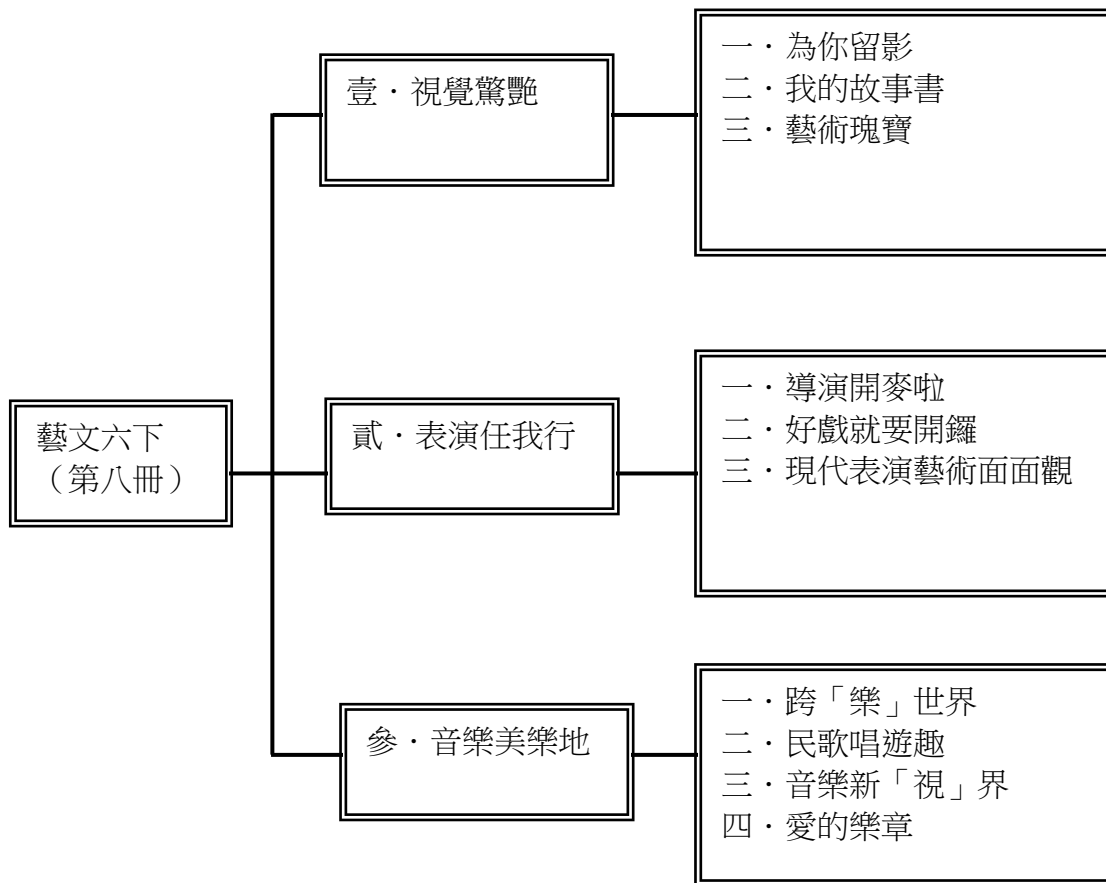 藝文六下
（第八冊）
壹．視覺驚艷
一．為你留影
二．我的故事書
三．藝術瑰寶
貳．表演任我行
一．導演開麥啦
二．好戲就要開鑼
三．現代表演藝術面面觀
參．音樂美樂地
一．跨「樂」世界
二．民歌唱遊趣
三．音樂新「視」界
四．愛的樂章